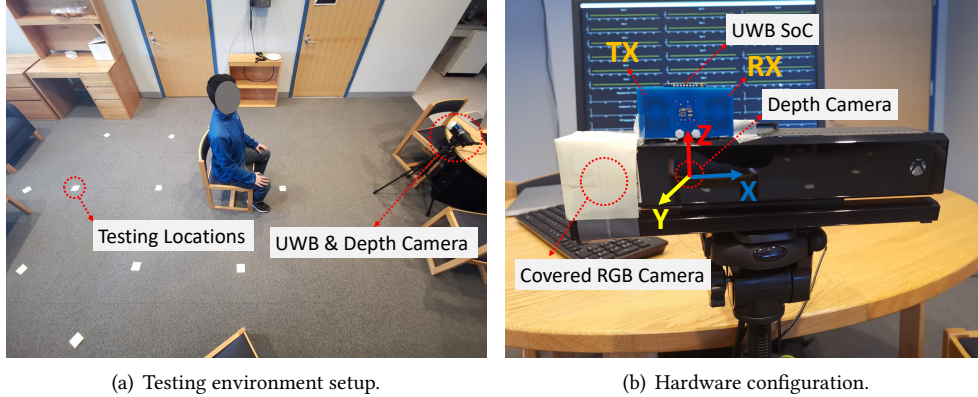 UWB SoC
TX
RX
Depth Camera
Z
X
Testing Locations
UWB & Depth Camera
Y
Covered RGB Camera
(a) Testing environment setup.
(b) Hardware configuration.